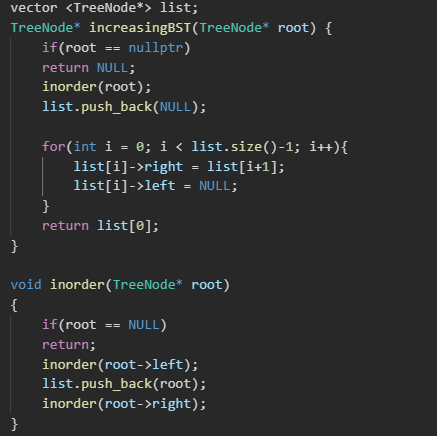 vector <TreeNode*> list;
TreeNode* increasingBST(TreeNode* root) {
    if(root == nullptr)
    return NULL;
    inorder(root);
    list.push_back(NULL);

    for(int i = 0; i < list.size()-1; i++){
        list[i]->right = list[i+1];
        list[i]->left = NULL;
    }
    return list[0];
}

void inorder(TreeNode* root)
{
    if(root == NULL)
    return;
    inorder(root->left);
    list.push_back(root);
    inorder(root->right);
}